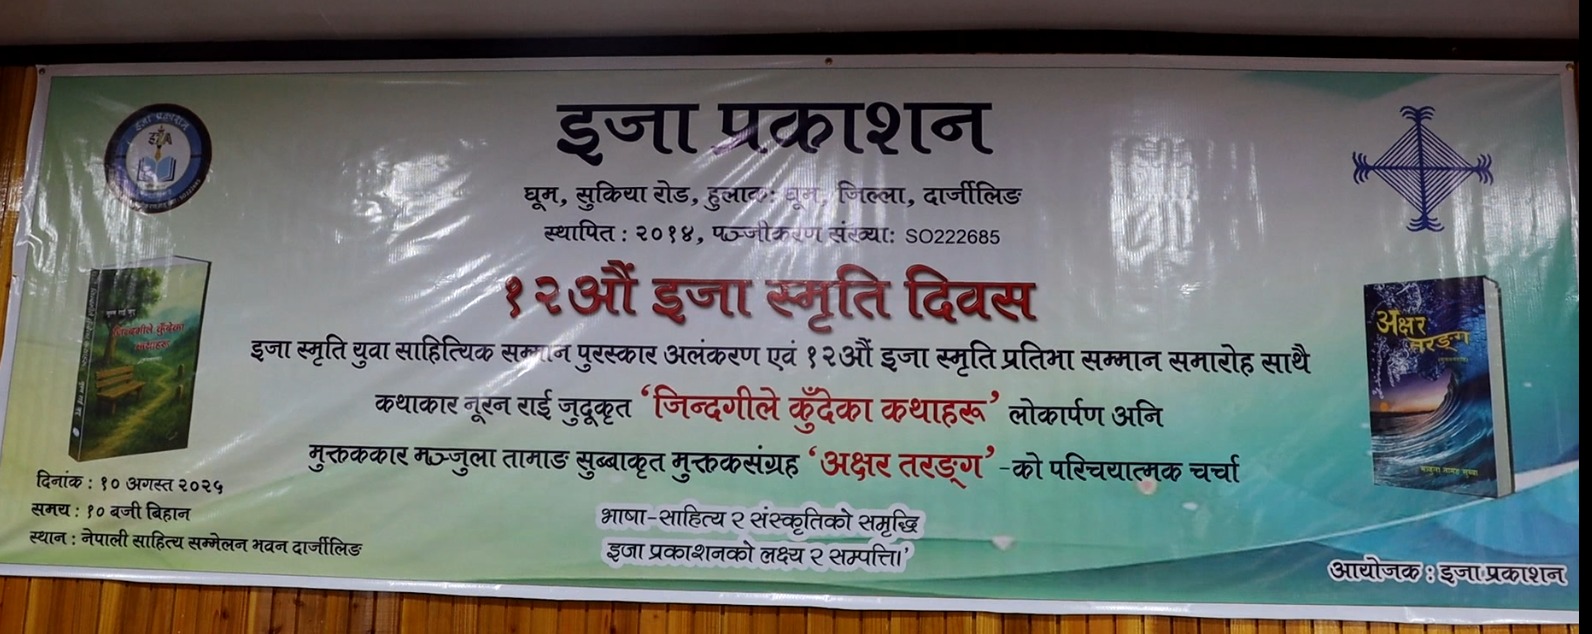 इजा प्रकाशन
घूम, सुकिया रोड, हुलाक: घूम, जिल्ला, दार्जीलिङ
स्थापित : २०१४, पञ्जीकरण संख्या: SO222685
१२औं इजा स्मृति दिवस
इजा स्मृति युवा साहित्यिक सम्मान पुरस्कार अलंकरण एवं १२औं इजा स्मृति प्रतिभा सम्मान समारोह साथै
कथाकार नूरन राई जुदूकृत ‘जिन्दगीले कुँदेका कथाहरू’ लोकार्पण अनि
मुक्तककार मञ्जुला तामाङ सुब्बाकृत मुक्तकसंग्रह ‘अक्षर तरङ्ग’-को परिचयात्मक चर्चा
जिन्दगीले कुँदेका
कथाहरू
अक्षर
तरङ्ग
दिनांक : १० अगस्त २०२५
समय : १० बजी बिहान
स्थान : नेपाली साहित्य सम्मेलन भवन दार्जीलिङ
भाषा-साहित्य र संस्कृतिको समृद्धि
इजा प्रकाशनको लक्ष्य र सम्पत्ति।’
आयोजक : इजा प्रकाशन